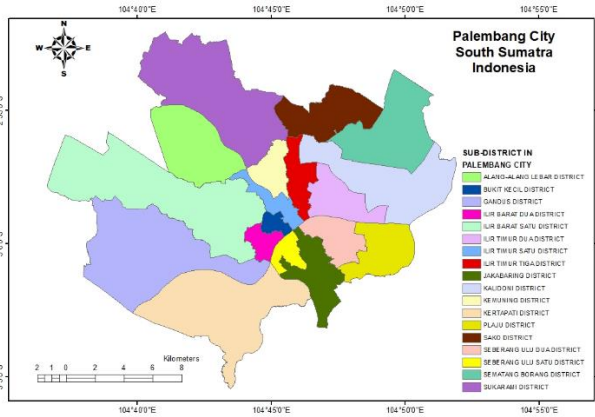 104°40'0"E 104°45'0"E 104°50'0"E 104°55'0"E
N
W E
S
Palembang City
South Sumatra
Indonesia
SUB-DISTRICT IN
PALEMBANG CITY
ALANG-ALANG LEBAR DISTRICT
BUKIT KECIL DISTRICT
GANDUS DISTRICT
ILIR BARAT DUA DISTRICT
ILIR BARAT SATU DISTRICT
ILIR TIMUR DUA DISTRICT
ILIR TIMUR SATU DISTRICT
ILIR TIMUR TIGA DISTRICT
JAKABARING DISTRICT
KALIDONI DISTRICT
KEMUNING DISTRICT
KERTAPATI DISTRICT
PLAJU DISTRICT
SAKO DISTRICT
SEBERANG ULU DUA DISTRICT
SEBERANG ULU SATU DISTRICT
SEMATANG BORANG DISTRICT
SUKARAMI DISTRICT
Kilometers
2 1 0 2 4 6 8
104°40'0"E 104°45'0"E 104°50'0"E 104°55'0"E